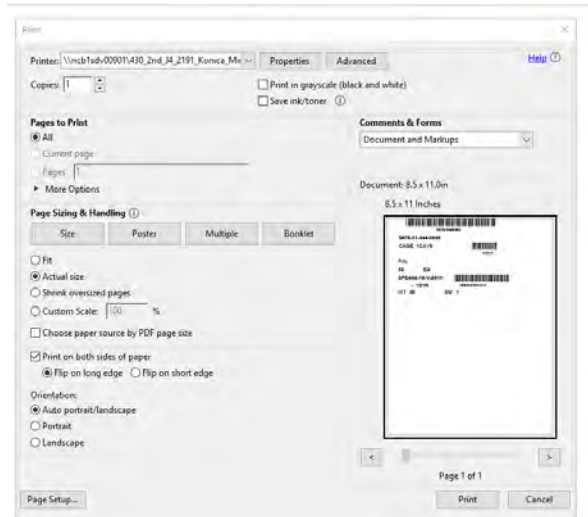 Print
Printer: \\ncb1sdv00901\430_2nd_J4_2191_Konica_Mi
Properties
Advanced
Help
Copies: 1
Print in grayscale (black and white)
Save ink/toner
Pages to Print
All
Current page
Pages 1
More Options
Comments & Forms
Document and Markups
Page Sizing & Handling
Size
Poster
Multiple
Booklet
Fit
Actual size
Shrink oversized pages
Custom Scale: 100 %
Choose paper source by PDF page size
Print on both sides of paper
Flip on long edge
Flip on short edge
Orientation:
Auto portrait/landscape
Portrait
Landscape
Document: 8.5 x 11.0in
8.5 x 11 Inches
CAGE 1CAY9
EA
Page 1 of 1
Page Setup...
Print
Cancel